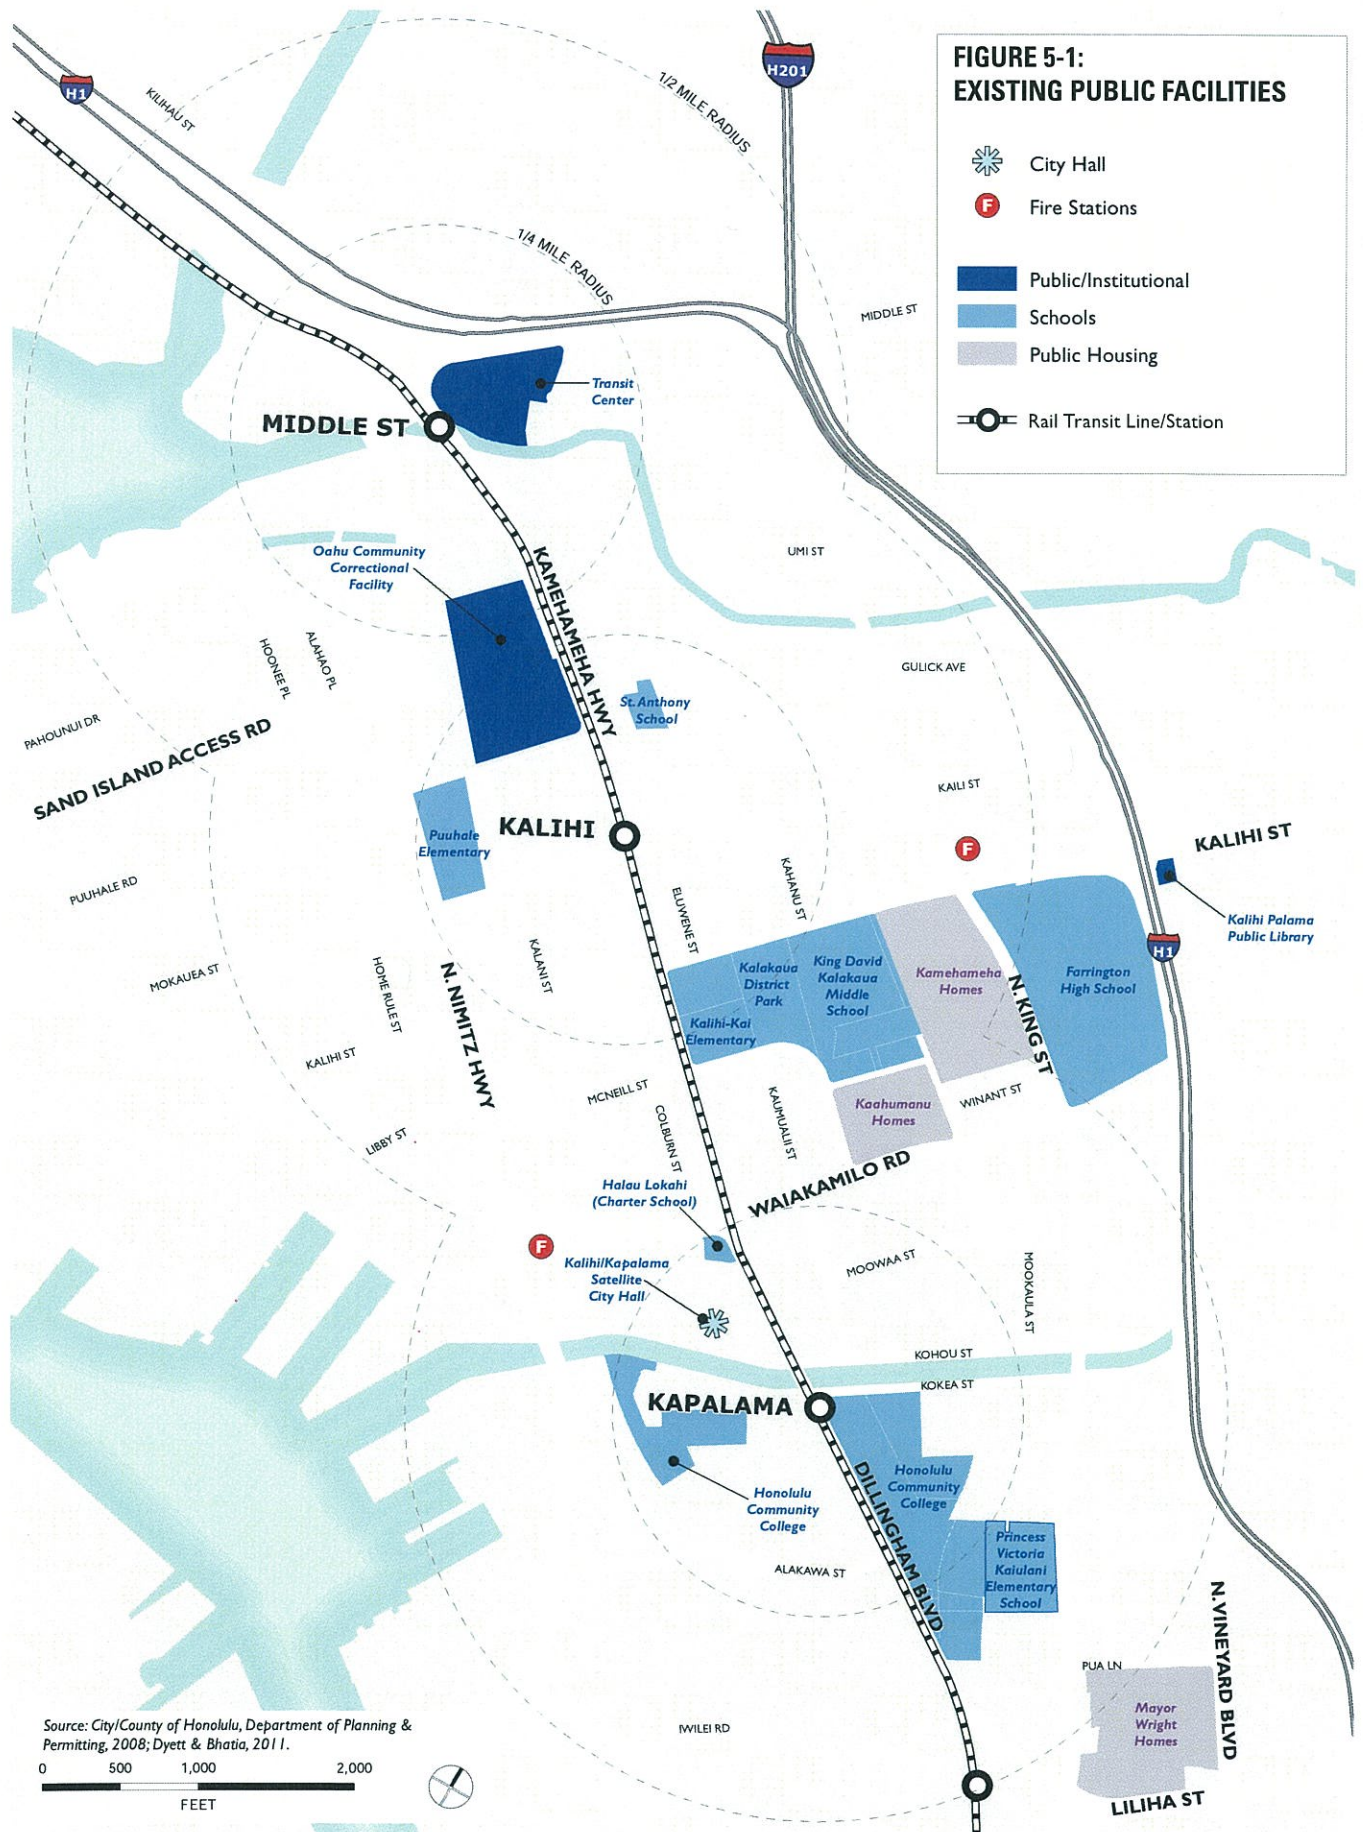 FIGURE 5-1:
EXISTING PUBLIC FACILITIES
City Hall
F
Fire Stations
Public/Institutional
Schools
Public Housing
Rail Transit Line/Station
H1
H201
KILIHAU ST
1/2 MILE RADIUS
1/4 MILE RADIUS
MIDDLE ST
Transit
Center
MIDDLE ST
Oahu Community
Correctional
Facility
KAMEHAMEHA HWY
UMI ST
HOONEE PL
ALAHAO PL
GULICK AVE
St. Anthony
School
PAHOUNUI DR
SAND ISLAND ACCESS RD
KAILI ST
Puuhale
Elementary
KALIHI
F
KALIHI ST
PUUHALE RD
KAHANU ST
ELUWENE ST
Kalihi Palama
Public Library
H1
MOKAUEA ST
HOME RULE ST
N. NIMITZ HWY
KALANI ST
Kalakaua
District
Park
King David
Kalakaua
Middle
School
Kamehameha
Homes
N. KING ST
Farrington
High School
Kalihi-Kai
Elementary
KALIHI ST
MCNEILL ST
COLBURN ST
KAUMUALII ST
Kaahumanu
Homes
WINANT ST
LIBBY ST
WAIAKAMILO RD
Halau Lokahi
(Charter School)
F
Kalihi/Kapalama
Satellite
City Hall
MOOWAA ST
MOOKAULA ST
KOHOU ST
KOKEA ST
KAPALAMA
DILLINGHAM BLVD
Honolulu
Community
College
Honolulu
Community
College
Princess
Victoria
Kaiulani
Elementary
School
ALAKAWA ST
N. VINEYARD BLVD
PUA LN
Mayor
Wright
Homes
IWILEI RD
LILIHA ST
Source: City/County of Honolulu, Department of Planning &
Permitting, 2008; Dyett & Bhatia, 2011.
0 500 1,000 2,000
FEET